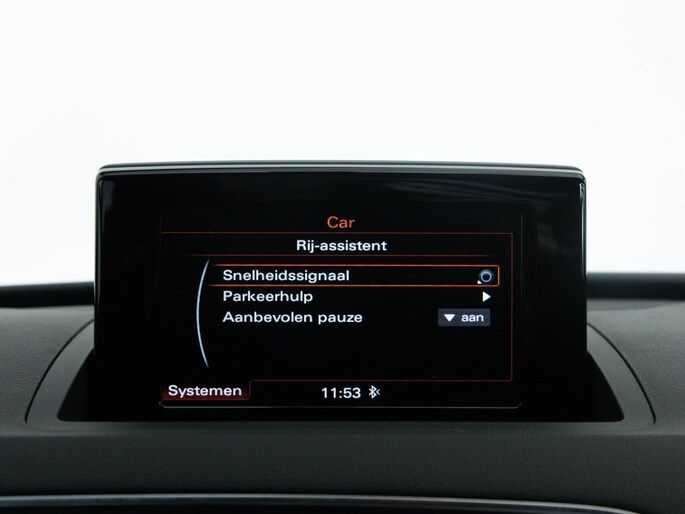 Car
Rij-assistent
Snelheidssignaal
Parkeerhulp
Aanbevolen pauze aan
Systemen 11:53